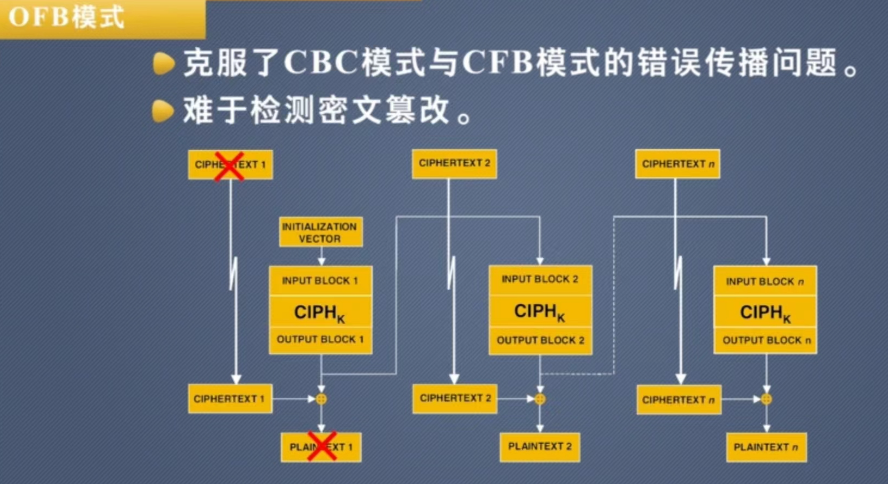 OFB模式
克服了CBC模式与CFB模式的错误传播问题。
难于检测密文篡改。
CIPHERTEXT 1
CIPHERTEXT 2
CIPHERTEXT n
INITIALIZATION
VECTOR
INPUT BLOCK 1
INPUT BLOCK 2
INPUT BLOCK n
CIPHK
CIPHK
CIPHK
OUTPUT BLOCK 1
OUTPUT BLOCK 2
OUTPUT BLOCK n
CIPHERTEXT 1
CIPHERTEXT 2
CIPHERTEXT n
PLAINTEXT 1
PLAINTEXT 2
PLAINTEXT n